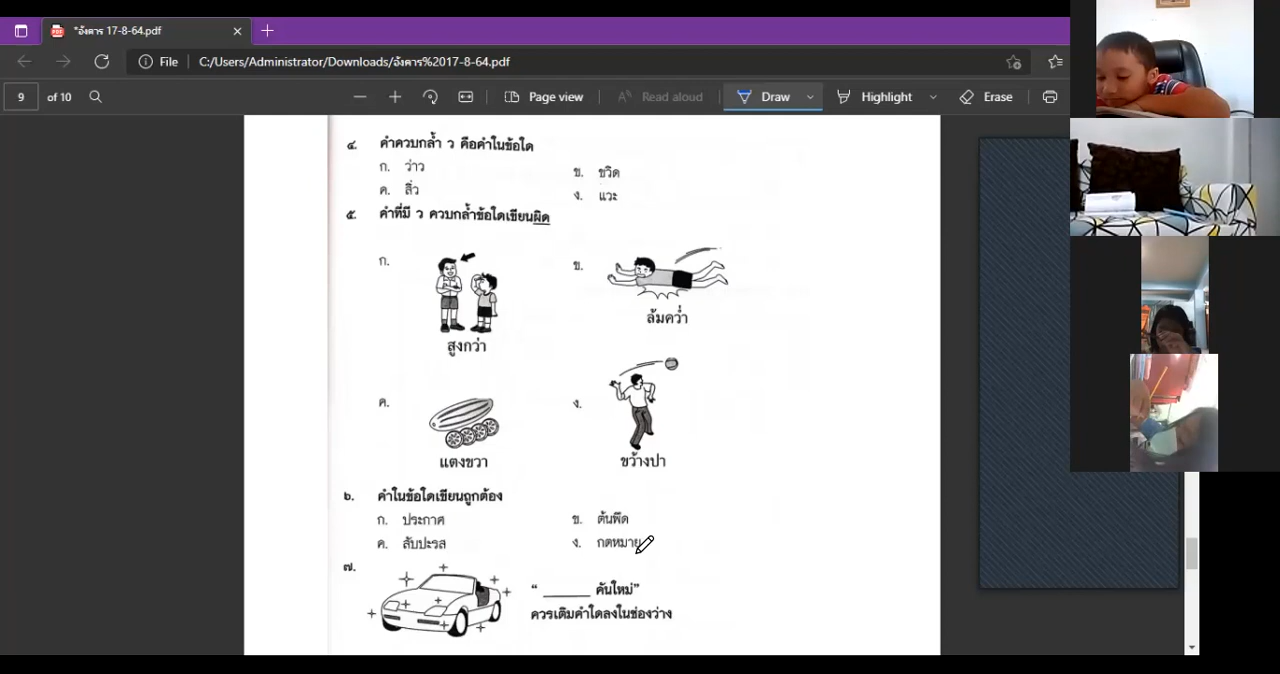 *อังคาร 17-8-64.pdf
File C:/Users/Administrator/Downloads/อังคาร%2017-8-64.pdf
9 of 10 Page view Read aloud Draw Highlight Erase
๔. คำควบกล้ำ ว คือคำในข้อใด
ก. ว่าว ข. ขวิด
ค. สิ่ว ง. แวะ
๕. คำที่มี ว ควบกล้ำข้อใดเขียนผิด
ก. ข.
สูงกว่า ล้มคว่ำ
ค. ง.
แตงขวา ขว้างปา
๖. คำในข้อใดเขียนถูกต้อง
ก. ประกาศ ข. ต้นพืด
ค. สับปะรส ง. กตหมาย
๗.
" ______ คันใหม่"
ควรเติมคำใดลงในช่องว่าง